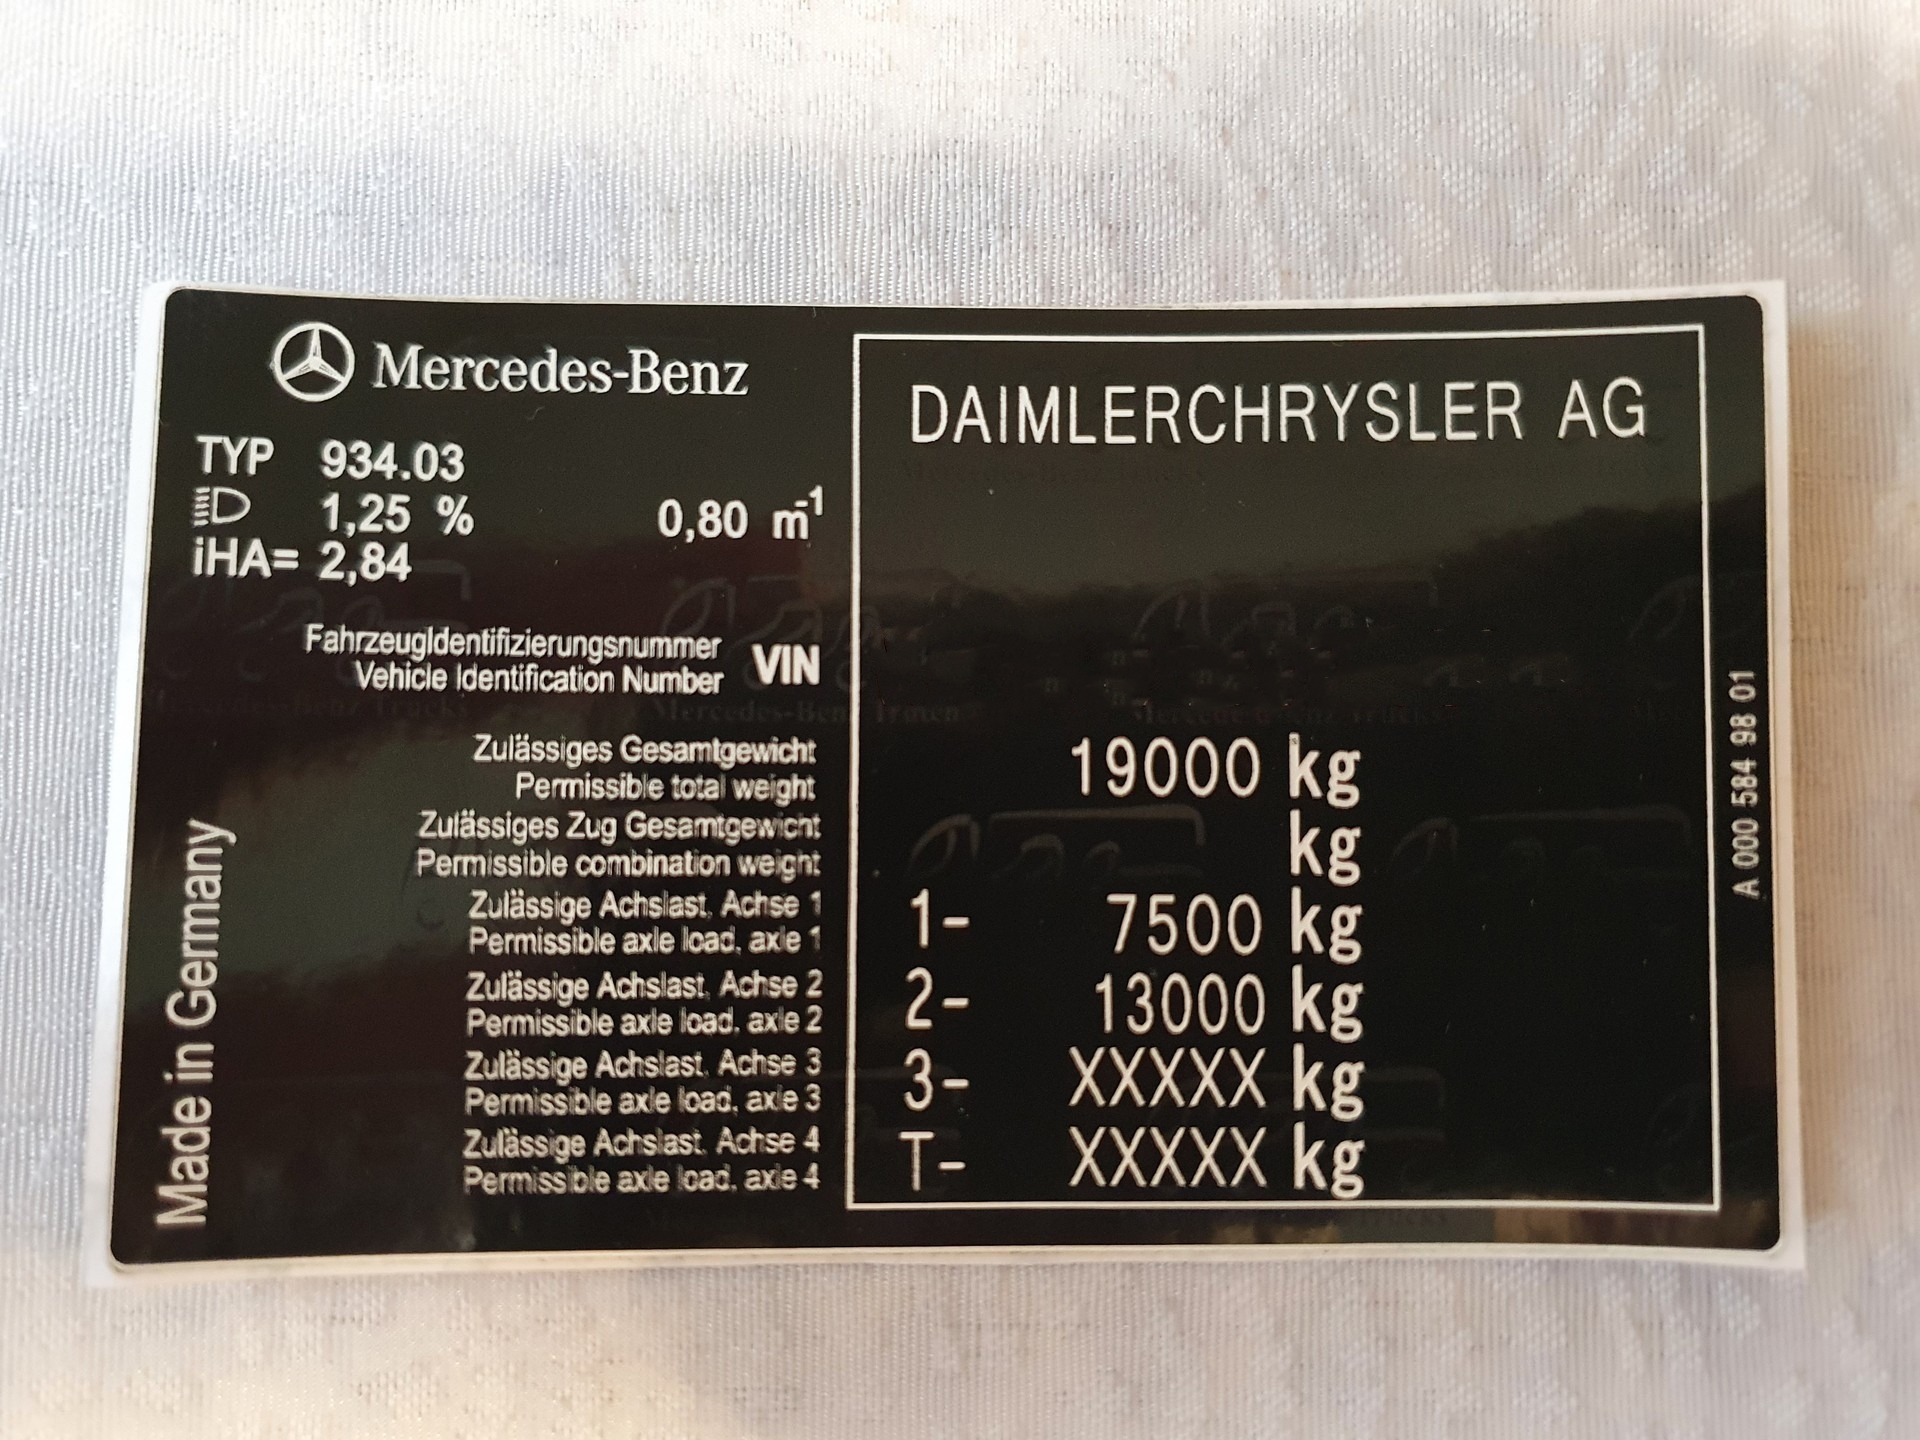 Mercedes-Benz
TYP 934.03
1,25 % 0,80 m-1
iHA= 2,84
FahrzeugIdentifizierungsnummer
Vehicle Identification Number VIN
Zulässiges Gesamtgewicht
Permissible total weight
Zulässiges Zug Gesamtgewicht
Permissible combination weight
Zulässige Achslast, Achse 1
Permissible axle load, axle 1
Zulässige Achslast, Achse 2
Permissible axle load, axle 2
Zulässige Achslast, Achse 3
Permissible axle load, axle 3
Zulässige Achslast, Achse 4
Permissible axle load, axle 4
Made in Germany
DAIMLERCHRYSLER AG
19000 kg
kg
1- 7500 kg
2- 13000 kg
3- XXXXX kg
T- XXXXX kg
A 000 584 98 01